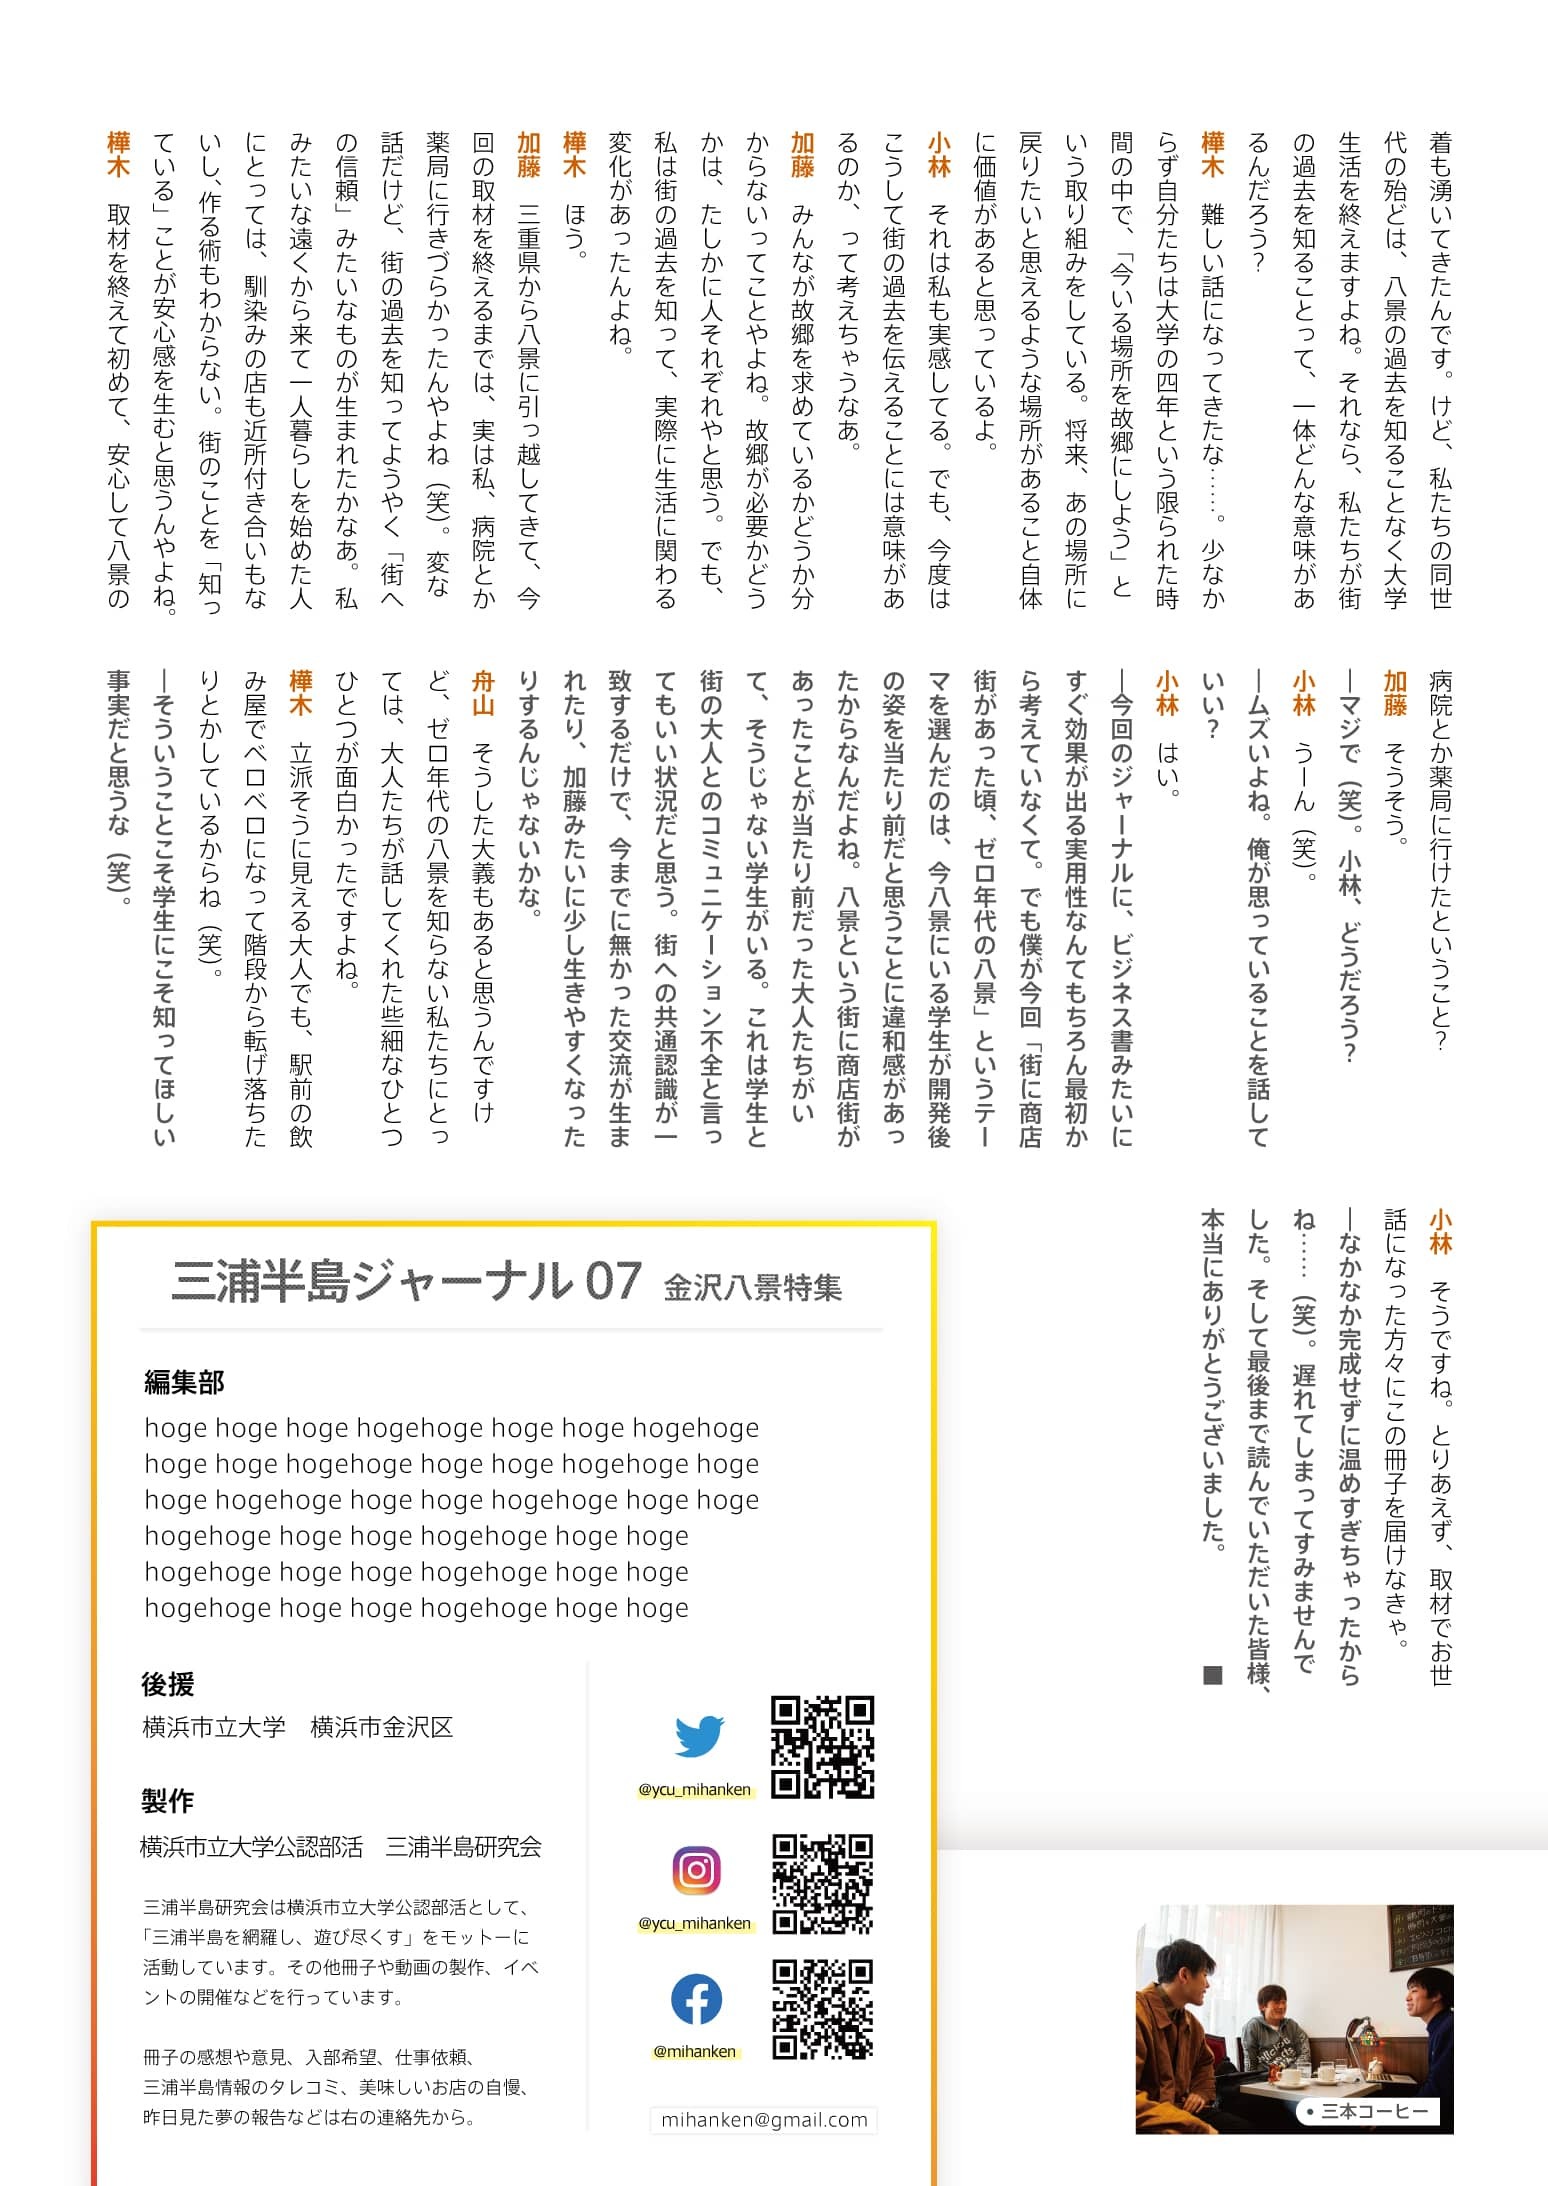 着も湧いてきたんです。けど、私たちの同世
代の殆どは、八景の過去を知ることなく大学
生活を終えますよね。それなら、私たちが街
の過去を知ることって、一体どんな意味があ
るんだろう？
樺木　難しい話になってきたな……。少なか
らず自分たちは大学の四年という限られた時
間の中で、「今いる場所を故郷にしよう」と
いう取り組みをしている。将来、あの場所に
戻りたいと思えるような場所があること自体
に価値があると思っているよ。
小林　それは私も実感してる。でも、今度は
こうして街の過去を伝えることには意味があ
るのか、って考えちゃうなあ。
加藤　みんなが故郷を求めているかどうか分
からないってことやよね。故郷が必要かどう
かは、たしかに人それぞれやと思う。でも、
私は街の過去を知って、実際に生活に関わる
変化があったんよね。
樺木　ほう。
加藤　三重県から八景に引っ越してきて、今
回の取材を終えるまでは、実は私、病院とか
薬局に行きづらかったんやよね（笑）。変な
話だけど、街の過去を知ってようやく「街へ
の信頼」みたいなものが生まれたかなあ。私
みたいな遠くから来て一人暮らしを始めた人
にとっては、馴染みの店も近所付き合いもな
いし、作る術もわからない。街のことを「知っ
ている」ことが安心感を生むと思うんやよね。
樺木　取材を終えて初めて、安心して八景の
病院とか薬局に行けたということ？
加藤　そうそう。
―マジで（笑）。小林、どうだろう？
小林　うーん（笑）。
―ムズいよね。俺が思っていることを話して
いい？
小林　はい。
―今回のジャーナルに、ビジネス書みたいに
すぐ効果が出る実用性なんてもちろん最初か
ら考えていなくて。でも僕が今回「街に商店
街があった頃、ゼロ年代の八景」というテー
マを選んだのは、今八景にいる学生が開発後
の姿を当たり前だと思うことに違和感があっ
たからなんだよね。八景という街に商店街が
あったことが当たり前だった大人たちがい
て、そうじゃない学生がいる。これは学生と
街の大人とのコミュニケーション不全と言っ
てもいい状況だと思う。街への共通認識が一
致するだけで、今までに無かった交流が生ま
れたり、加藤みたいに少し生きやすくなった
りするんじゃないかな。
舟山　そうした大義もあると思うんですけ
ど、ゼロ年代の八景を知らない私たちにとっ
ては、大人たちが話してくれた些細なひとつ
ひとつが面白かったですよね。
樺木　立派そうに見える大人でも、駅前の飲
み屋でベロベロになって階段から転げ落ちた
りとかしているからね（笑）。
―そういうことこそ学生にこそ知ってほしい
事実だと思うな（笑）。
小林　そうですね。とりあえず、取材でお世
話になった方々にこの冊子を届けなきゃ。
―なかなか完成せずに温めすぎちゃったから
ね……（笑）。遅れてしまってすみませんで
した。そして最後まで読んでいただいた皆様、
本当にありがとうございました。　■
三浦半島ジャーナル 07 金沢八景特集
編集部
hoge hoge hoge hogehoge hoge hoge hogehoge
hoge hoge hogehoge hoge hoge hogehoge hoge
hoge hogehoge hoge hoge hogehoge hoge hoge
hogehoge hoge hoge hogehoge hoge hoge
hogehoge hoge hoge hogehoge hoge hoge
hogehoge hoge hoge hogehoge hoge hoge
後援
横浜市立大学　横浜市金沢区
製作
横浜市立大学公認部活　三浦半島研究会
三浦半島研究会は横浜市立大学公認部活として、
「三浦半島を網羅し、遊び尽くす」をモットーに
活動しています。その他冊子や動画の製作、イベ
ントの開催などを行っています。
冊子の感想や意見、入部希望、仕事依頼、
三浦半島情報のタレコミ、美味しいお店の自慢、
昨日見た夢の報告などは右の連絡先から。
@ycu_mihanken
@ycu_mihanken
@mihanken
mihanken@gmail.com
• 三本コーヒー